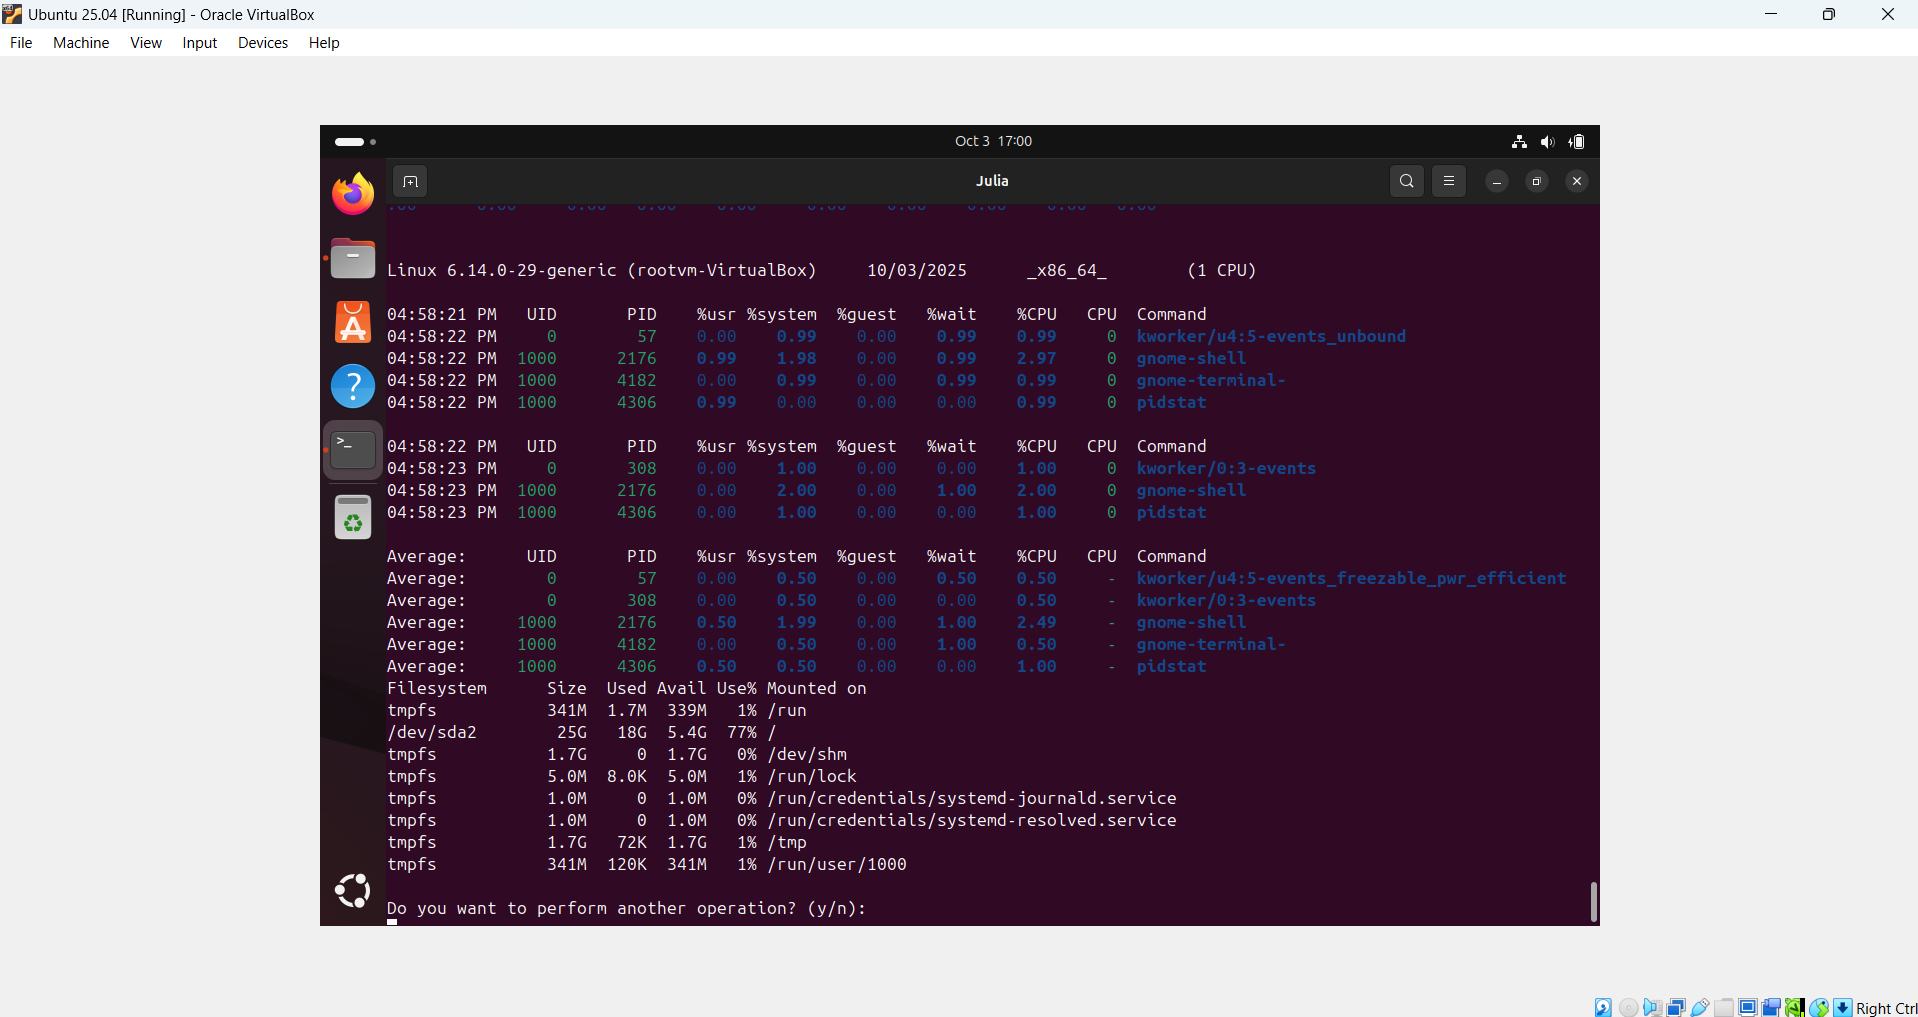 Ubuntu 25.04 [Running] - Oracle VirtualBox
File Machine View Input Devices Help
Oct 3 17:00
Julia
Linux 6.14.0-29-generic (rootvm-VirtualBox) 10/03/2025 _x86_64_ (1 CPU)
04:58:21 PM UID PID %usr %system %guest %wait %CPU CPU Command
04:58:22 PM 0 57 0.00 0.99 0.00 0.99 0.99 0 kworker/u4:5-events_unbound
04:58:22 PM 1000 2176 0.99 1.98 0.00 0.99 2.97 0 gnome-shell
04:58:22 PM 1000 4182 0.00 0.99 0.00 0.99 0.99 0 gnome-terminal-
04:58:22 PM 1000 4306 0.99 0.00 0.00 0.00 0.99 0 pidstat
04:58:22 PM UID PID %usr %system %guest %wait %CPU CPU Command
04:58:23 PM 0 308 0.00 1.00 0.00 0.00 1.00 0 kworker/0:3-events
04:58:23 PM 1000 2176 0.00 2.00 0.00 1.00 2.00 0 gnome-shell
04:58:23 PM 1000 4306 0.00 1.00 0.00 0.00 1.00 0 pidstat
Average: UID PID %usr %system %guest %wait %CPU CPU Command
Average: 0 57 0.00 0.50 0.00 0.50 0.50 - kworker/u4:5-events_freezable_pwr_efficient
Average: 0 308 0.00 0.50 0.00 0.00 0.50 - kworker/0:3-events
Average: 1000 2176 0.50 1.99 0.00 1.00 2.49 - gnome-shell
Average: 1000 4182 0.00 0.50 0.00 1.00 0.50 - gnome-terminal-
Average: 1000 4306 0.50 0.50 0.00 0.00 1.00 - pidstat
Filesystem Size Used Avail Use% Mounted on
tmpfs 341M 1.7M 339M 1% /run
/dev/sda2 25G 18G 5.4G 77% /
tmpfs 1.7G 0 1.7G 0% /dev/shm
tmpfs 5.0M 8.0K 5.0M 1% /run/lock
tmpfs 1.0M 0 1.0M 0% /run/credentials/systemd-journald.service
tmpfs 1.0M 0 1.0M 0% /run/credentials/systemd-resolved.service
tmpfs 1.7G 72K 1.7G 1% /tmp
tmpfs 341M 120K 341M 1% /run/user/1000
Do you want to perform another operation? (y/n):
Right Ctrl